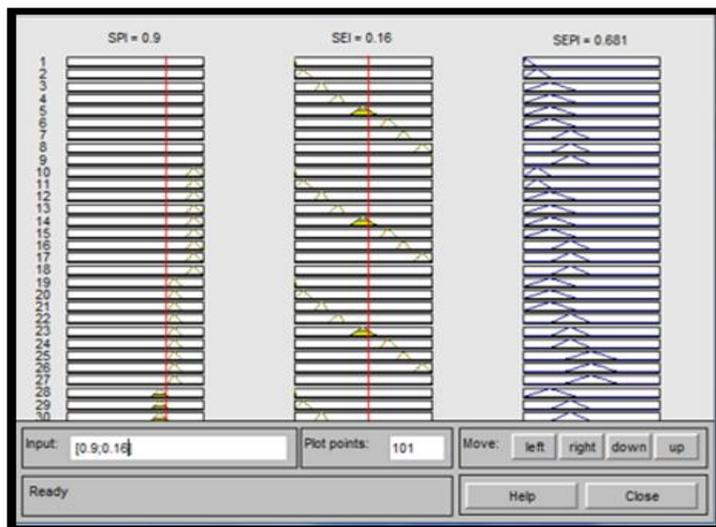 SPI = 0.9
SEI = 0.16
SEPI = 0.681
1
2
3
4
5
6
7
8
9
10
11
12
13
14
15
16
17
18
19
20
21
22
23
24
25
26
27
28
29
30
Input:
[0.9;0.16]
Plot points:
101
Move:
left
right
down
up
Ready
Help
Close